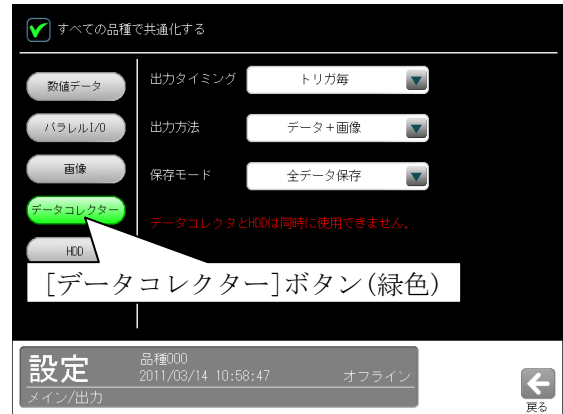 すべての品種で共通化する
数値データ
出力タイミング
トリガ毎
パラレルI/O
出力方法
データ+画像
画像
保存モード
全データ保存
データコレクター
データコレクタとHDDは同時に使用できません。
HDD
[データコレクター]ボタン(緑色)
設定
品種000
2011/03/14 10:58:47
オフライン
メイン/出力
戻る